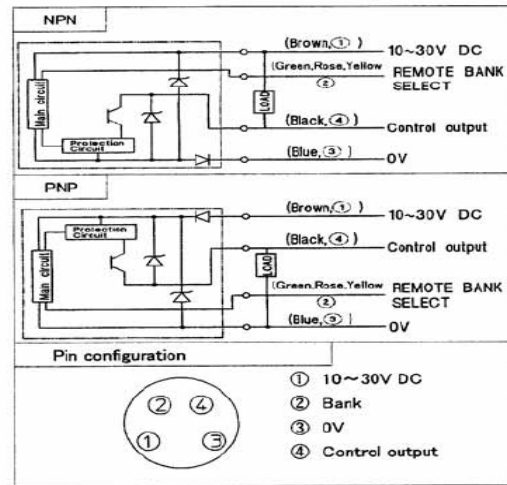 NPN
(Brown,①)
10~30V DC
(Green,Rose,Yellow
②
REMOTE BANK
SELECT
Main circuit
LOAD
(Black,④)
Control output
Protection
Circuit
(Blue,③)
0V
PNP
(Brown,①)
10~30V DC
Protection
Circuit
(Black,④)
Control output
Main circuit
LOAD
(Green,Rose,Yellow
②
REMOTE BANK
SELECT
(Blue,③)
0V
Pin configuration
① 10~30V DC
② ④
② Bank
③ 0V
① ③
④ Control output